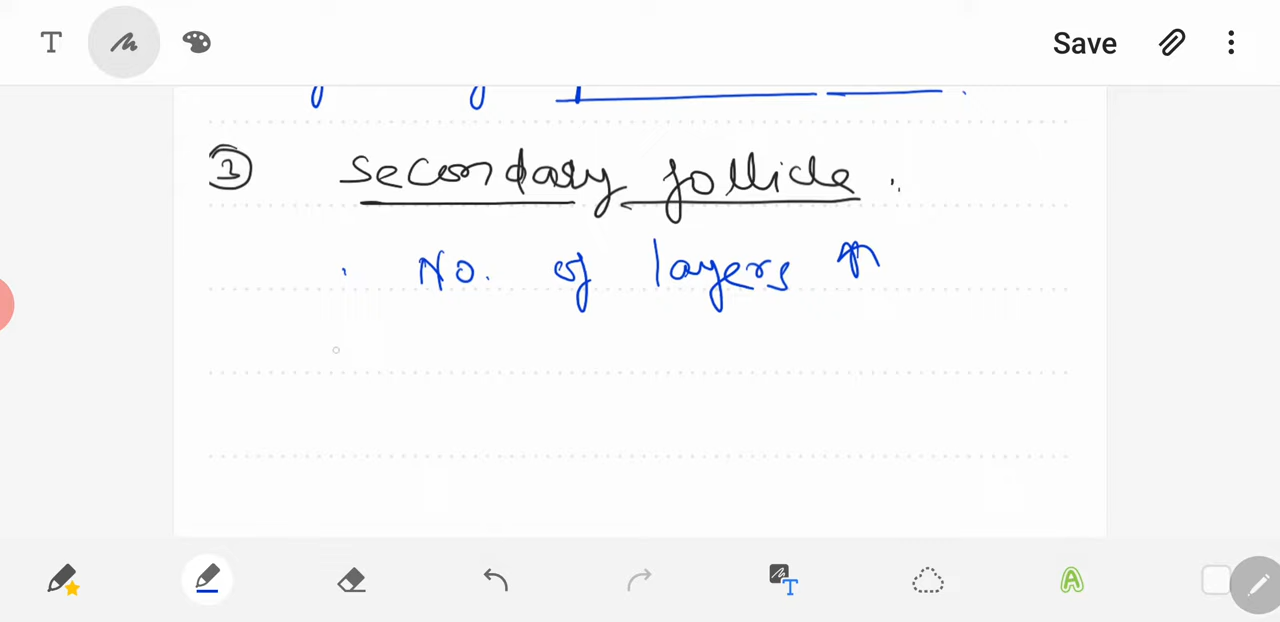 T Save
③ Secondary follicle .
· No. of layers ↑
T
A